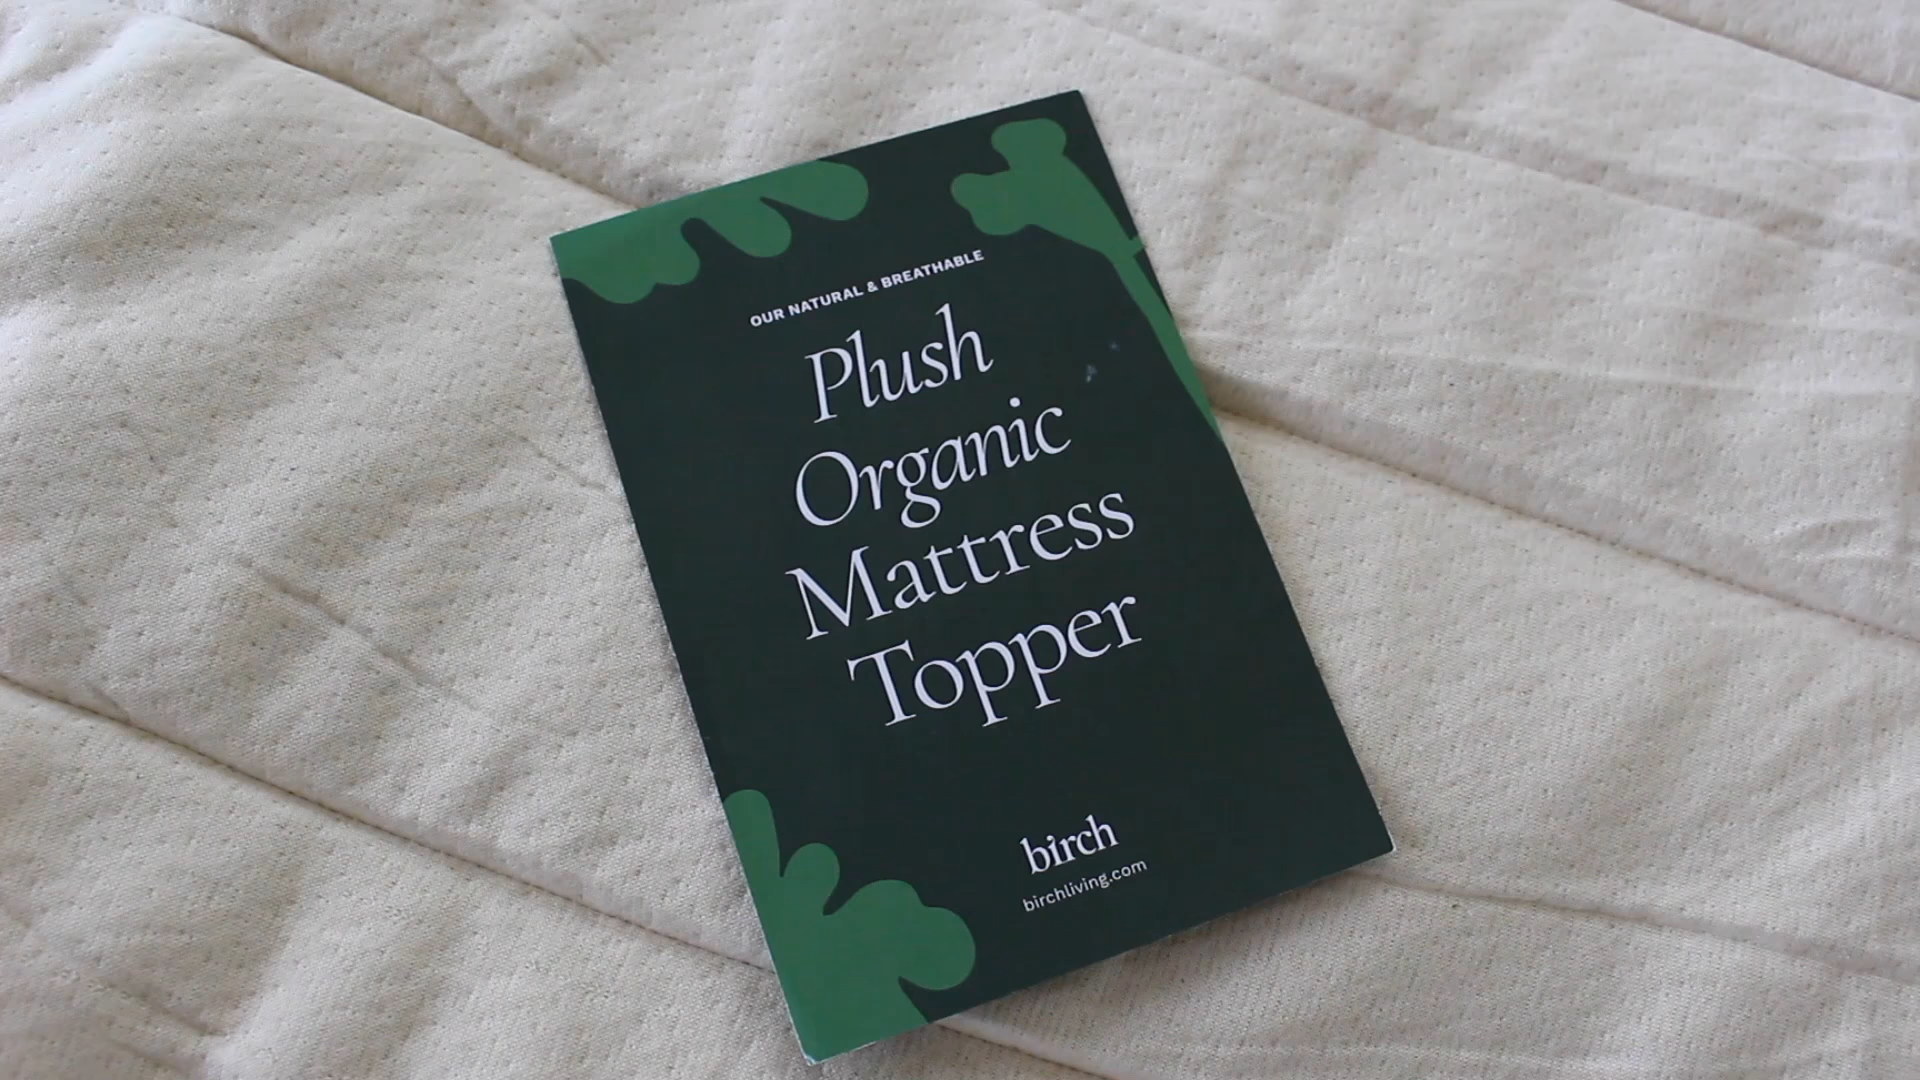 OUR NATURAL & BREATHABLE
Plush
Organic
Mattress
Topper
birch
birchliving.com